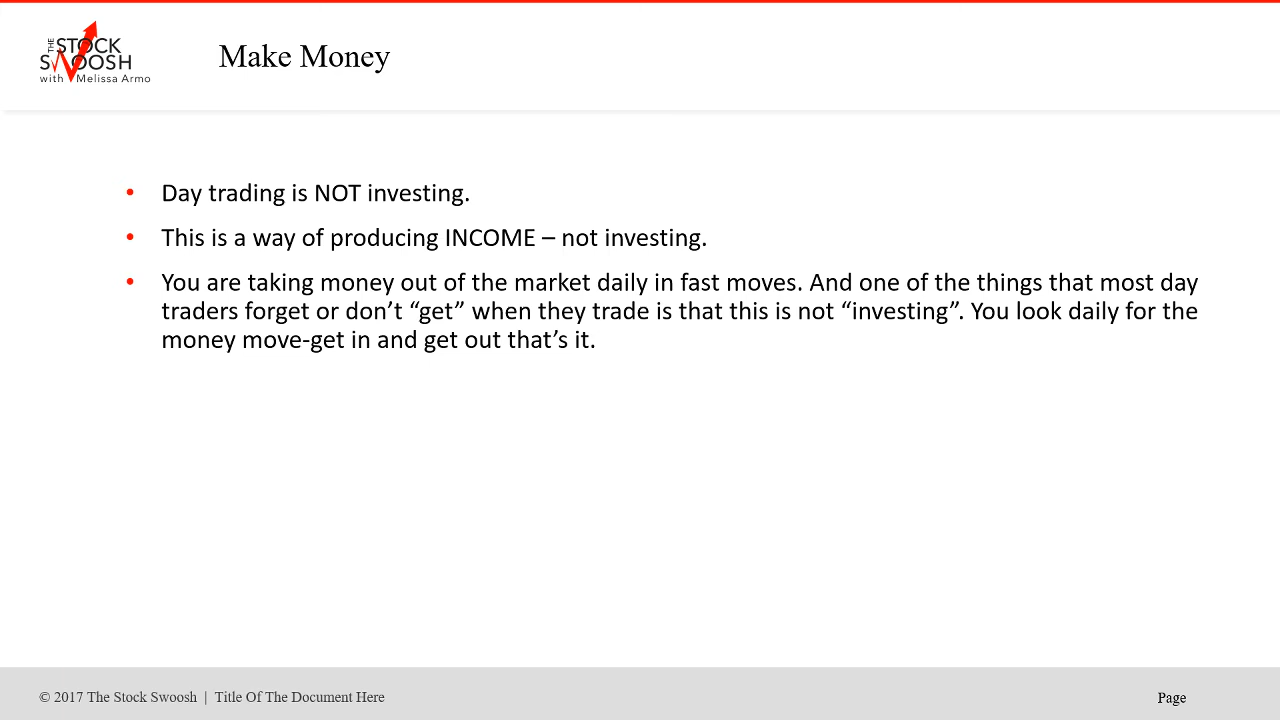 THE
STOCK
SWOOSH
with Melissa Armo
Make Money
• Day trading is NOT investing.
• This is a way of producing INCOME – not investing.
• You are taking money out of the market daily in fast moves. And one of the things that most day
traders forget or don’t “get” when they trade is that this is not “investing”. You look daily for the
money move-get in and get out that’s it.
© 2017 The Stock Swoosh | Title Of The Document Here
Page